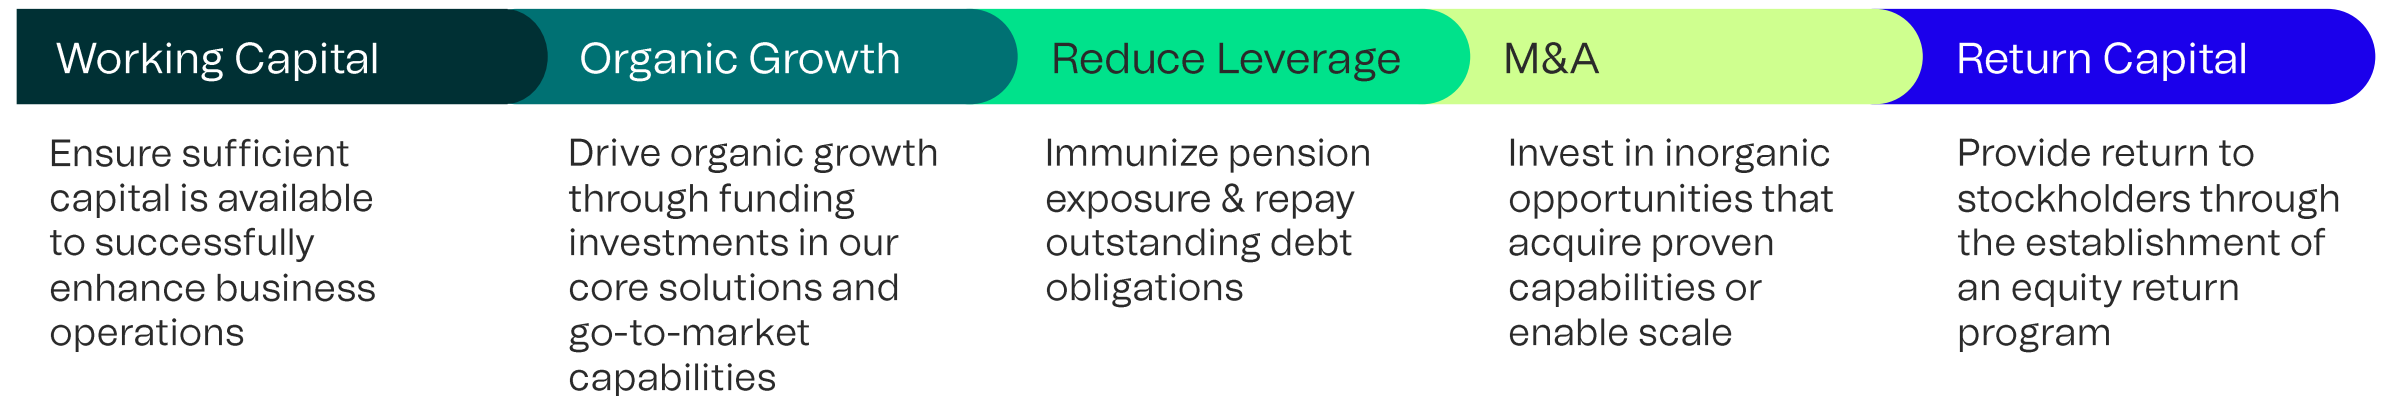 Working Capital
Organic Growth
Reduce Leverage
M&A
Return Capital
Ensure sufficient
capital is available
to successfully
enhance business
operations
Drive organic growth
through funding
investments in our
core solutions and
go-to-market
capabilities
Immunize pension
exposure & repay
outstanding debt
obligations
Invest in inorganic
opportunities that
acquire proven
capabilities or
enable scale
Provide return to
stockholders through
the establishment of
an equity return
program